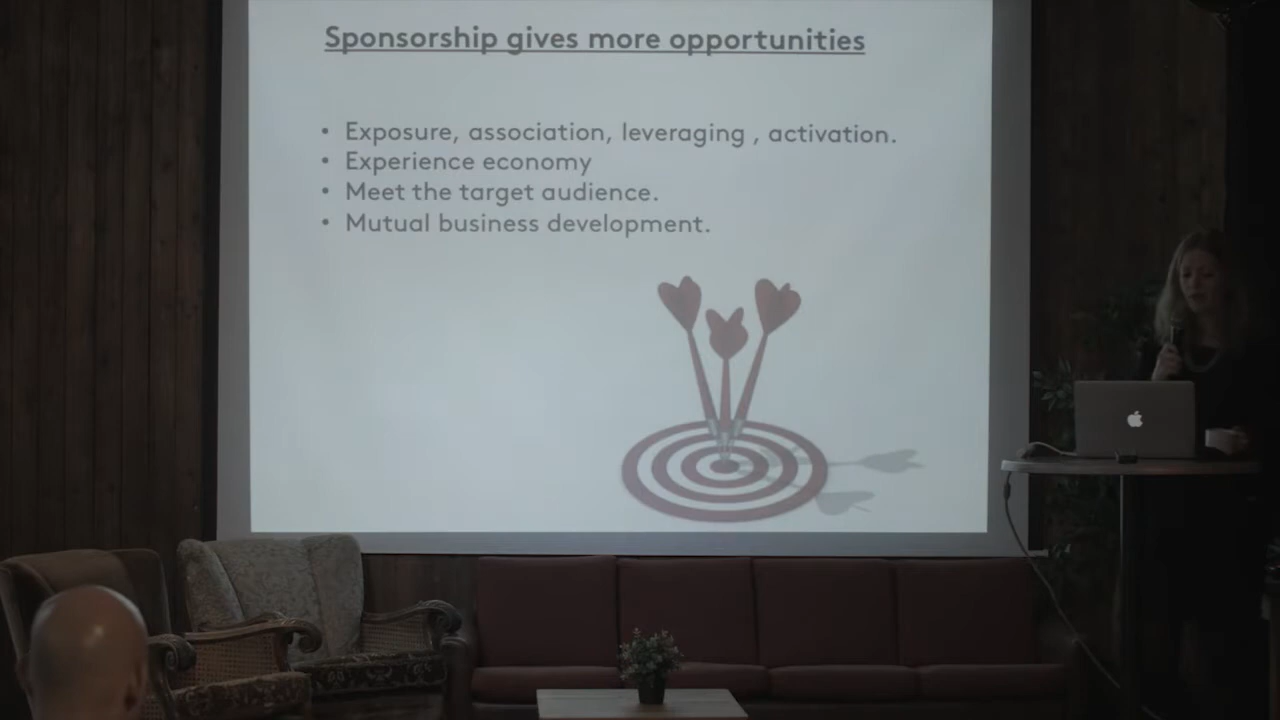 Sponsorship gives more opportunities
• Exposure, association, leveraging , activation.
• Experience economy
• Meet the target audience.
• Mutual business development.